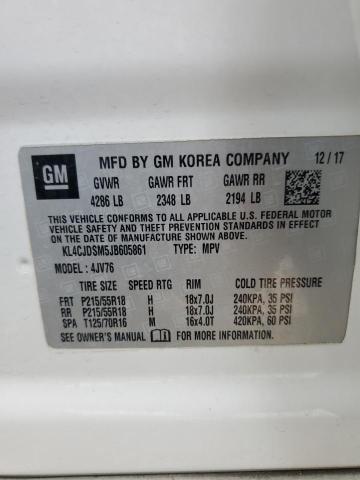 GM
MFD BY GM KOREA COMPANY 12/17
GVWR GAWR FRT GAWR RR
4286 LB 2348 LB 2194 LB
THIS VEHICLE CONFORMS TO ALL APPLICABLE U.S. FEDERAL MOTOR
VEHICLE SAFETY, BUMPER, AND THEFT PREVENTION STANDARDS IN EFFECT ON THE
DATE OF MANUFACTURE SHOWN ABOVE.
KL4CJDSM5JB605861 TYPE: MPV
MODEL: 4JV76
TIRE SIZE SPEED RTG RIM COLD TIRE PRESSURE
FRT P215/55R18 H 18x7.0J 240KPA, 35 PSI
RR P215/55R18 H 18x7.0J 240KPA, 35 PSI
SPA T125/70R16 M 16x4.0T 420KPA, 60 PSI
SEE OWNER'S MANUAL FOR MORE INFORMATION.